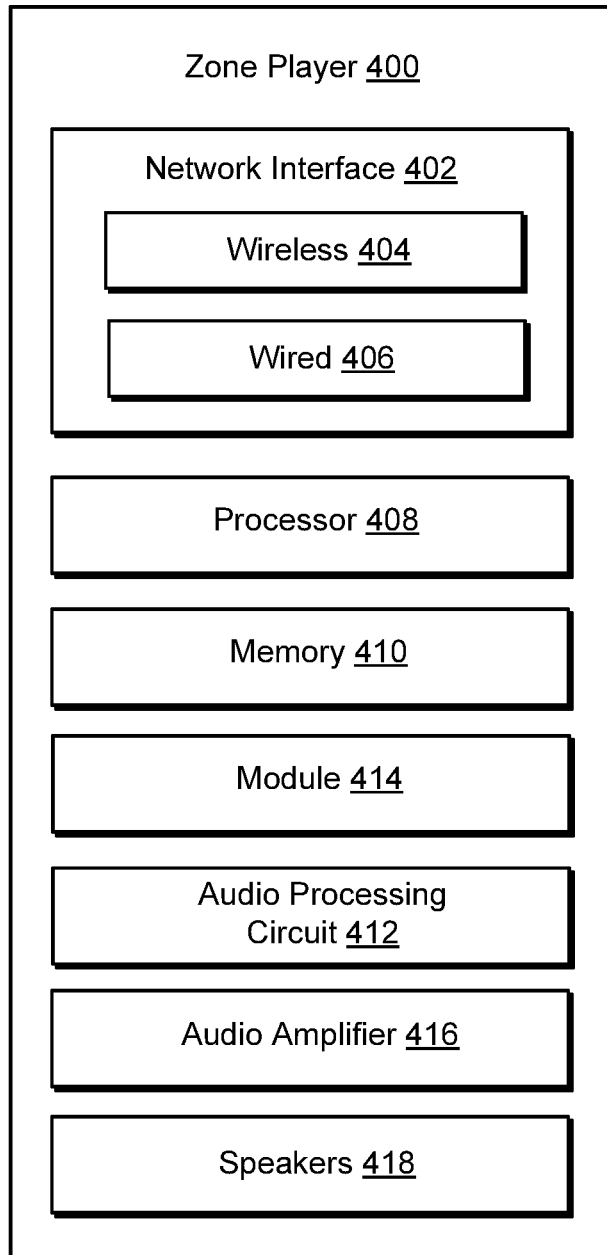 Zone Player 400
Network Interface 402
Wireless 404
Wired 406
Processor 408
Memory 410
Module 414
Audio Processing
Circuit 412
Audio Amplifier 416
Speakers 418